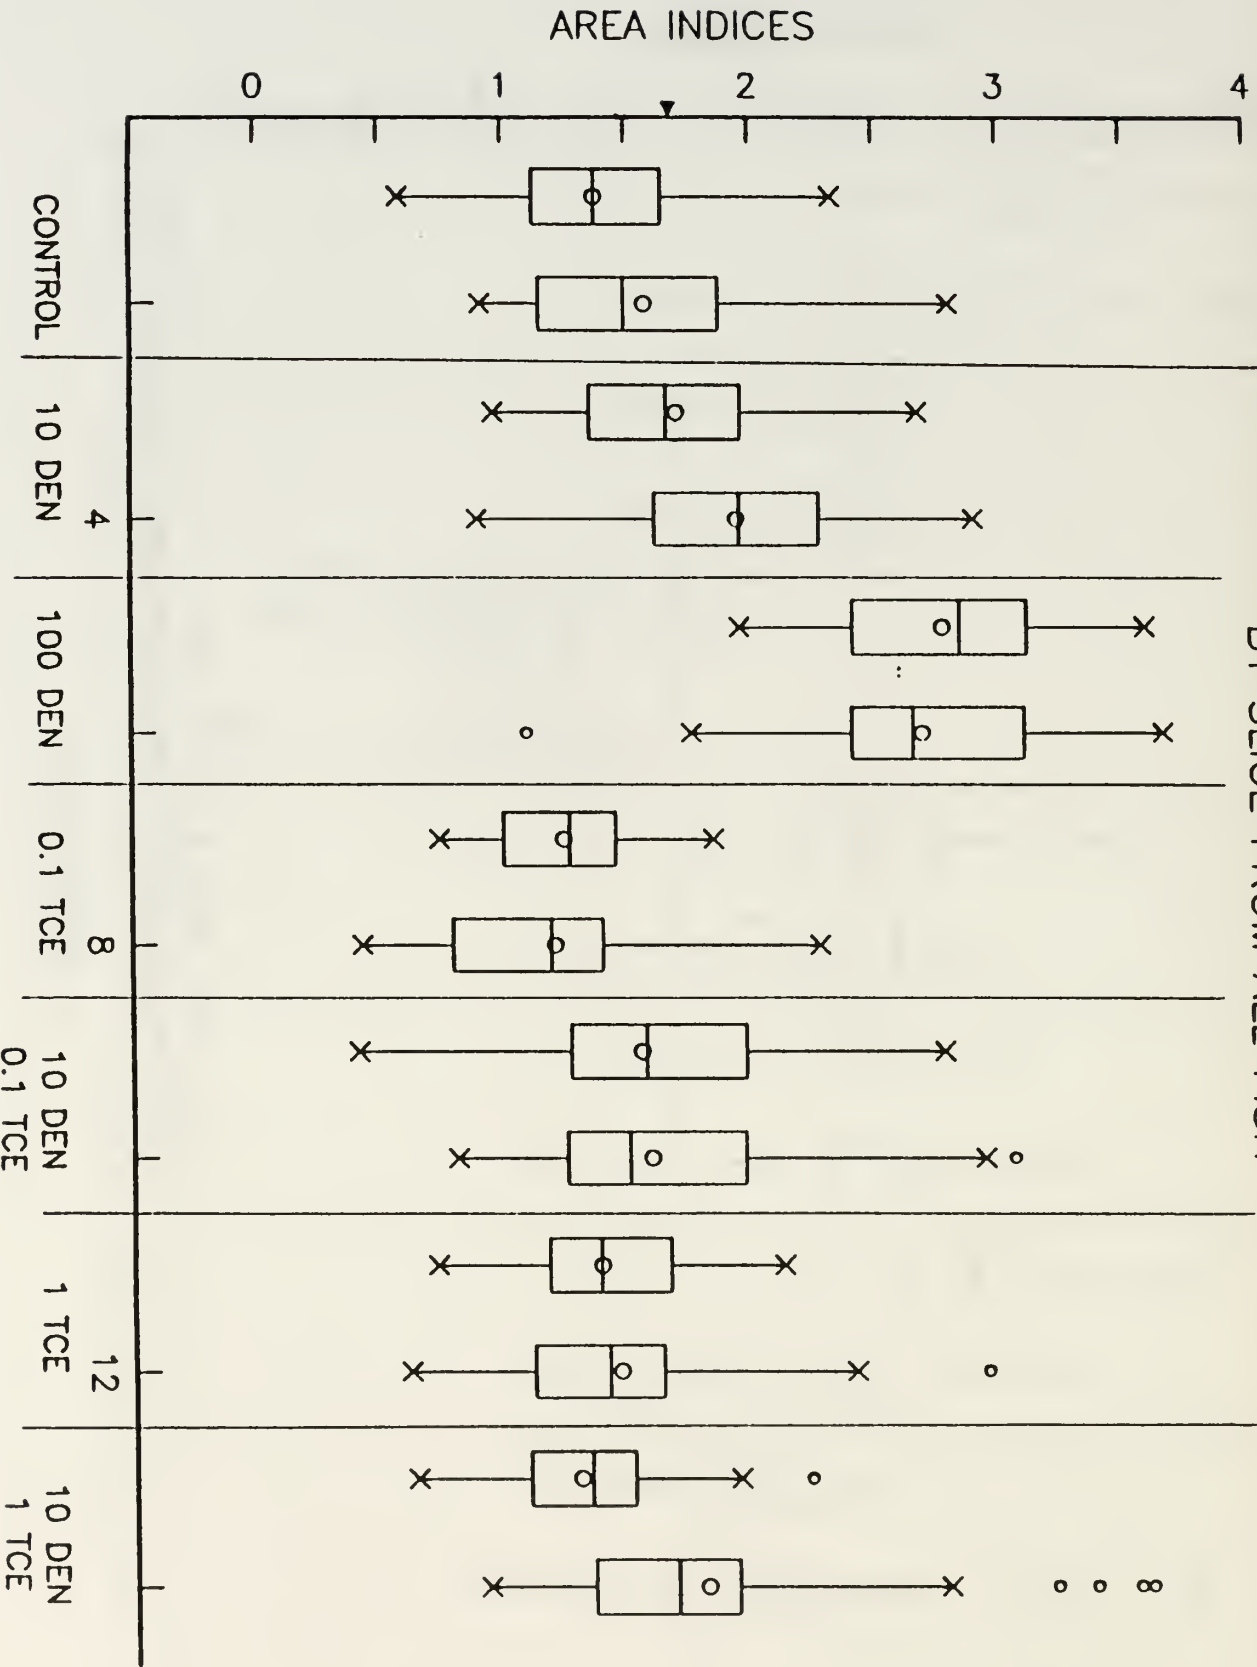 AREA INDICES
0 1 2 3 4
CONTROL
10 DEN
4
100 DEN
0.1 TCE
8
10 DEN
0.1 TCE
1 TCE
12
10 DEN
1 TCE